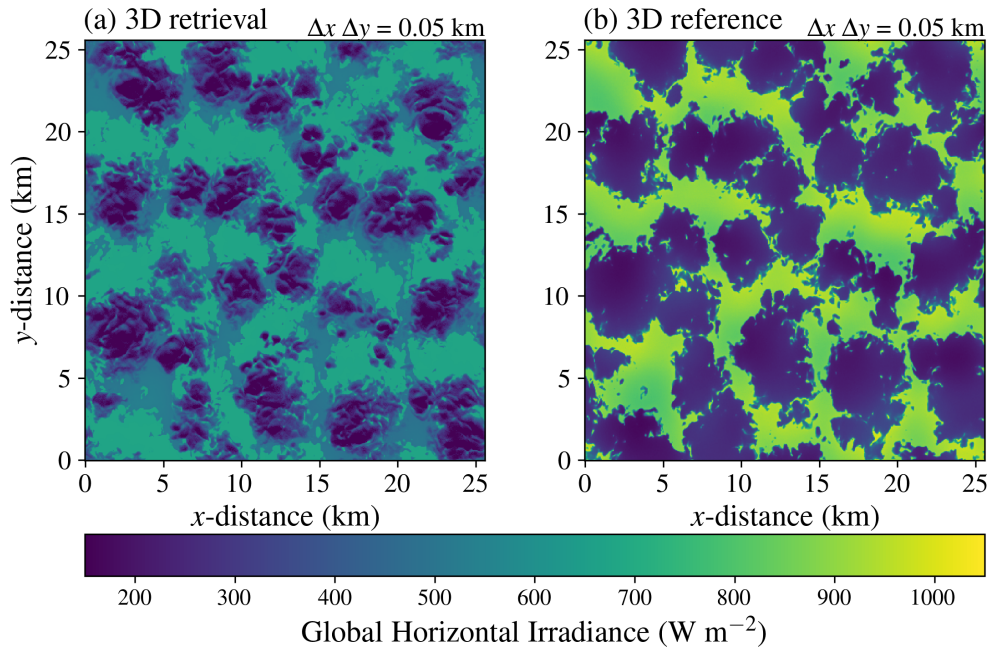 (a) 3D retrieval
Δx Δy = 0.05 km
(b) 3D reference
Δx Δy = 0.05 km
25
20
15
10
5
0
y-distance (km)
0 5 10 15 20 25
x-distance (km)
25
20
15
10
5
0
0 5 10 15 20 25
x-distance (km)
200 300 400 500 600 700 800 900 1000
Global Horizontal Irradiance (W m⁻²)